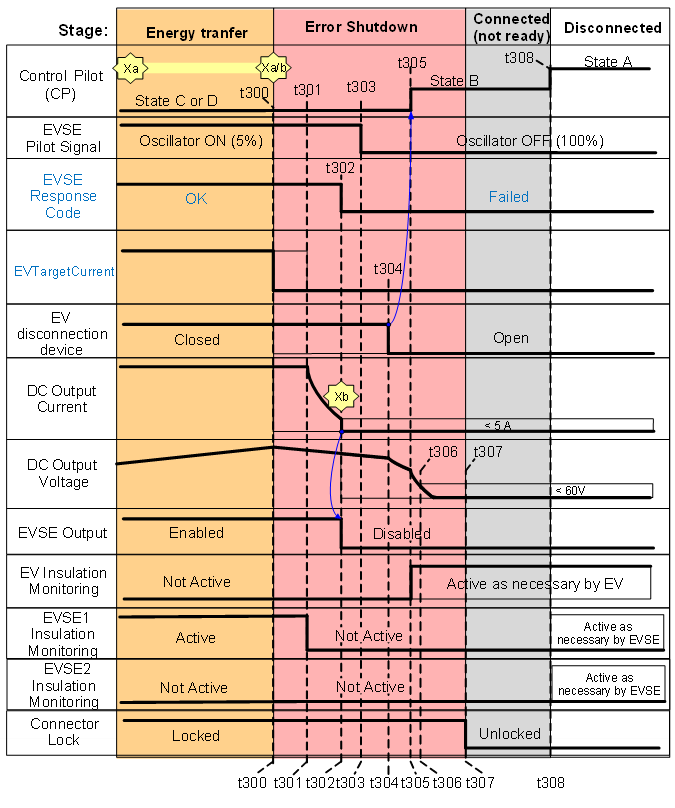 Stage:
Energy tranfer
Error Shutdown
Connected
(not ready)
Disconnected
Control Pilot
(CP)
Xa
Xa/b
t300
t301
t303
t305
t308
State C or D
State B
State A
EVSE
Pilot Signal
Oscillator ON (5%)
Oscillator OFF (100%)
EVSE
Response
Code
t302
OK
Failed
EVTargetCurrent
t304
EV
disconnection
device
Closed
Open
DC Output
Current
Xb
< 5 A
DC Output
Voltage
t306
t307
< 60V
EVSE Output
Enabled
Disabled
EV Insulation
Monitoring
Not Active
Active as necessary by EV
EVSE1
Insulation
Monitoring
Active
Not Active
Active as
necessary by EVSE
EVSE2
Insulation
Monitoring
Not Active
Not Active
Active as
necessary by EVSE
Connector
Lock
Locked
Unlocked
t300 t301 t302 t303 t304 t305 t306 t307 t308